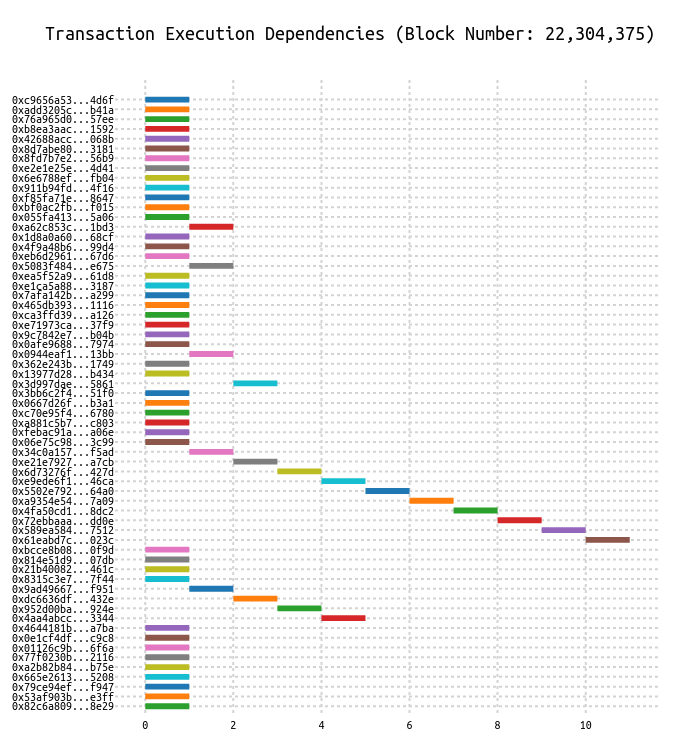 Transaction Execution Dependencies (Block Number: 22,304,375)
0xc9656a53...4d6f
0xadd3205c...b41a
0x76a965d0...57ee
0xb8ea3aac...1592
0x42688acc...068b
0x8d7abe80...3181
0x8fd7b7e2...56b9
0xe2e1e25e...4d41
0x6e6788ef...fb04
0x911b94fd...4f16
0xf85fa71e...8647
0xbf0ac2fb...f015
0x055fa413...5a06
0xa62c853c...1bd3
0x1d8a0a60...68cf
0x4f9a48b6...99d4
0xeb6d2961...67d6
0x5083f484...e675
0xea5f52a9...61d8
0xe1ca5a88...3187
0x7afa142b...a299
0x465db393...1116
0xca3ffd39...a126
0xe71973ca...37f9
0x9c7842e7...b04b
0x0afe9688...7974
0x0944eaf1...13bb
0x362e243b...1749
0x13977d28...b434
0x3d997dae...5861
0x3bb6c2f4...51f0
0x0667d26f...b3a1
0xc70e95f4...6780
0xa881c5b7...c803
0xfebac91a...a06e
0x06e75c98...3c99
0x34c0a157...f5ad
0xe21e7927...a7cb
0x6d73276f...427d
0xe9ede6f1...46ca
0x5502e792...64a0
0xa9354e54...7a09
0x4fa50cd1...8dc2
0x72ebbaaa...dd0e
0x589ea584...7512
0x61eabd7c...023c
0xbcce8b08...0f9d
0x814e51d9...07db
0x21b40082...461c
0x8315c3e7...7f44
0x9ad49667...f951
0xdc6636df...432e
0x952d00ba...924e
0x4aa4abcc...3344
0x4644181b...a7ba
0x0e1cf4df...c9c8
0x01126c9b...6f6a
0x77f0230b...2116
0xa2b82b84...b75e
0x665e2613...5208
0x79ce94ef...f947
0x53af903b...e3ff
0x82c6a809...8e29
0 2 4 6 8 10